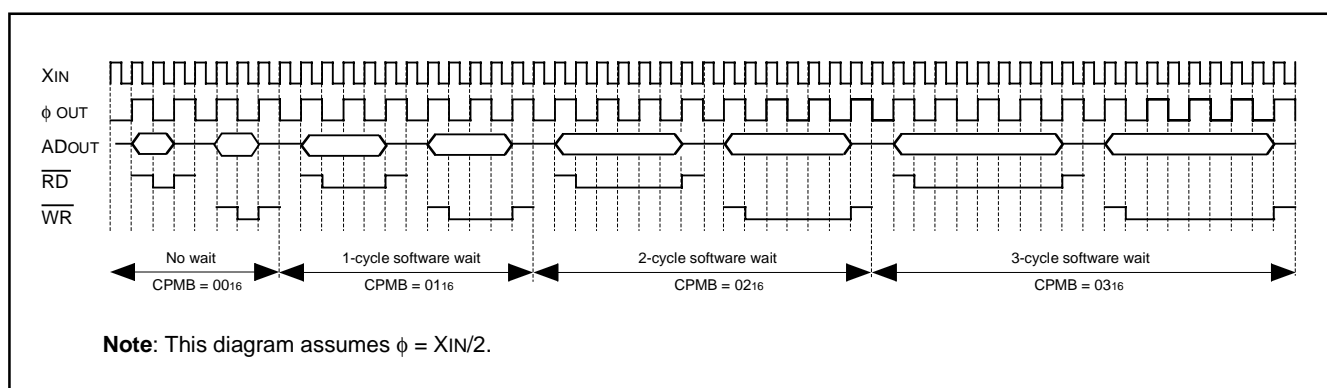 XIN
ϕ OUT
ADOUT
RD
WR
No wait
1-cycle software wait
2-cycle software wait
3-cycle software wait
CPMB = 0016
CPMB = 0116
CPMB = 0216
CPMB = 0316
Note: This diagram assumes ϕ = XIN/2.